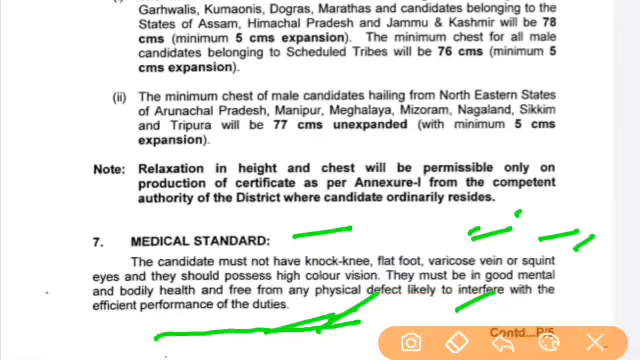 Garhwalis, Kumaonis, Dogras, Marathas and candidates belonging to the
States of Assam, Himachal Pradesh and Jammu & Kashmir will be 78
cms (minimum 5 cms expansion). The minimum chest for all male
candidates belonging to Scheduled Tribes will be 76 cms (minimum 5
cms expansion).
(ii) The minimum chest of male candidates hailing from North Eastern States
of Arunachal Pradesh, Manipur, Meghalaya, Mizoram, Nagaland, Sikkim
and Tripura will be 77 cms unexpanded (with minimum 5 cms
expansion).
Note: Relaxation in height and chest will be permissible only on
production of certificate as per Annexure-I from the competent
authority of the District where candidate ordinarily resides.
7. MEDICAL STANDARD:
The candidate must not have knock-knee, flat foot, varicose vein or squint
eyes and they should possess high colour vision. They must be in good mental
and bodily health and free from any physical defect likely to interfere with the
efficient performance of the duties.
Contd...P/5